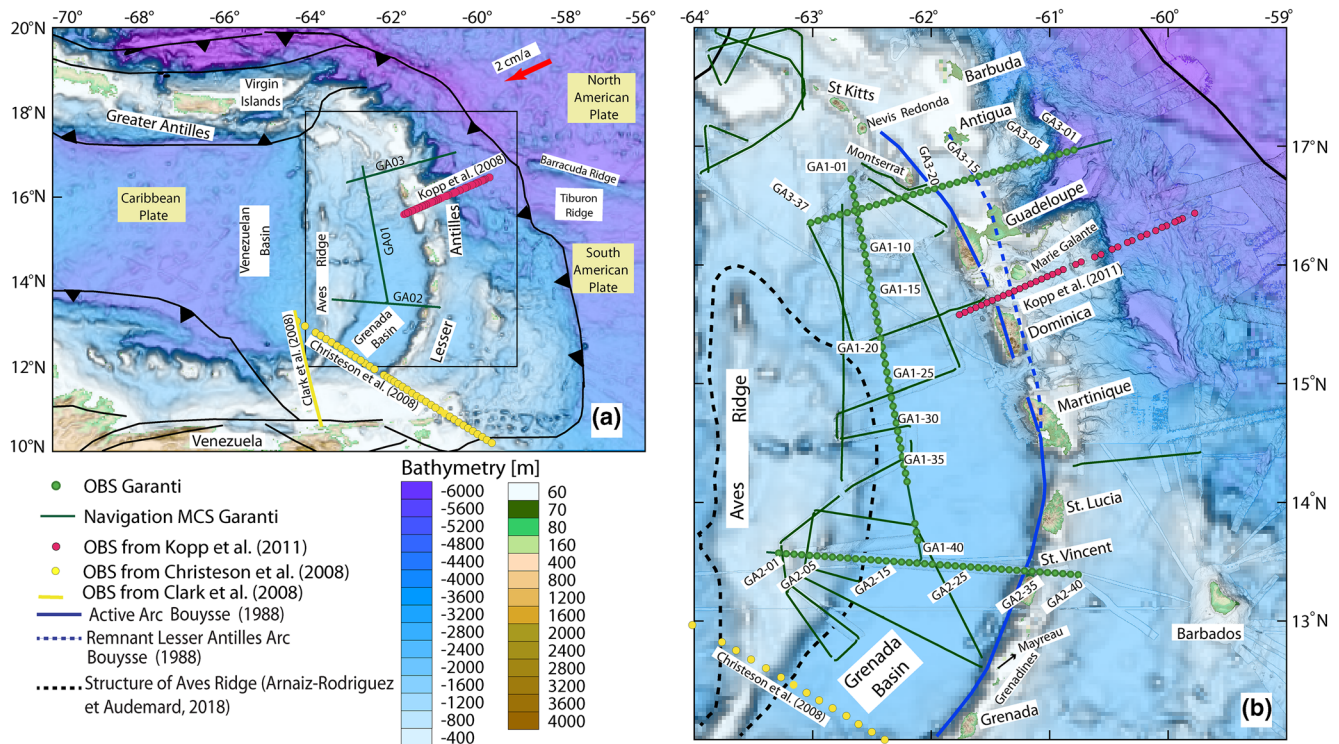 -70° -68° -66° -64° -62° -60° -58° -56°
20°N
18°N
16°N
14°N
12°N
10°N
2 cm/a
North
American
Plate
Virgin
Islands
Greater Antilles
GA03
Kopp et al. (2008)
Barracuda Ridge
Tiburon
Ridge
Caribbean
Plate
Venezuelan
Basin
Aves Ridge
GA01
Antilles
South
American
Plate
GA02
Grenada
Basin
Lesser
Clark et al. (2008)
Christeson et al. (2008)
Venezuela
(a)
OBS Garanti
Navigation MCS Garanti
OBS from Kopp et al. (2011)
OBS from Christeson et al. (2008)
OBS from Clark et al. (2008)
Active Arc Bouysse (1988)
Remnant Lesser Antilles Arc
Bouysse (1988)
Structure of Aves Ridge (Arnaiz-Rodriguez
et Audemard, 2018)
Bathymetry [m]
-6000
-5600
-5200
-4800
-4400
-4000
-3600
-3200
-2800
-2400
-2000
-1600
-1200
-800
-400
60
70
80
160
400
800
1200
1600
2000
2400
2800
3200
3600
4000
-64° -63° -62° -61° -60° -59°
17°N
16°N
15°N
14°N
13°N
Barbuda
St Kitts
Nevis Redonda
Antigua
GA3-01
GA3-05
GA3-15
GA3-20
Montserrat
GA1-01
GA3-37
Guadeloupe
GA1-10
Marie Galante
GA1-15
Kopp et al. (2011)
Dominica
GA1-20
GA1-25
Martinique
GA1-30
GA1-35
Aves Ridge
St. Lucia
GA1-40
St. Vincent
GA2-01
GA2-05
GA2-15
GA2-25
GA2-35
GA2-40
Barbados
Mayreau
Grenadines
Grenada
Basin
Christeson et al. (2008)
Grenada
(b)